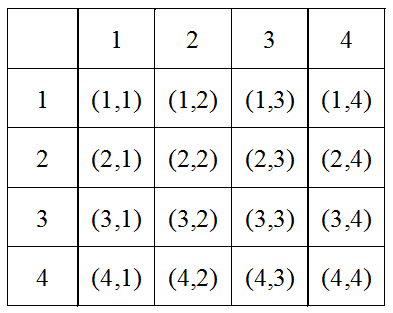 1 2 3 4
1 (1,1) (1,2) (1,3) (1,4)
2 (2,1) (2,2) (2,3) (2,4)
3 (3,1) (3,2) (3,3) (3,4)
4 (4,1) (4,2) (4,3) (4,4)